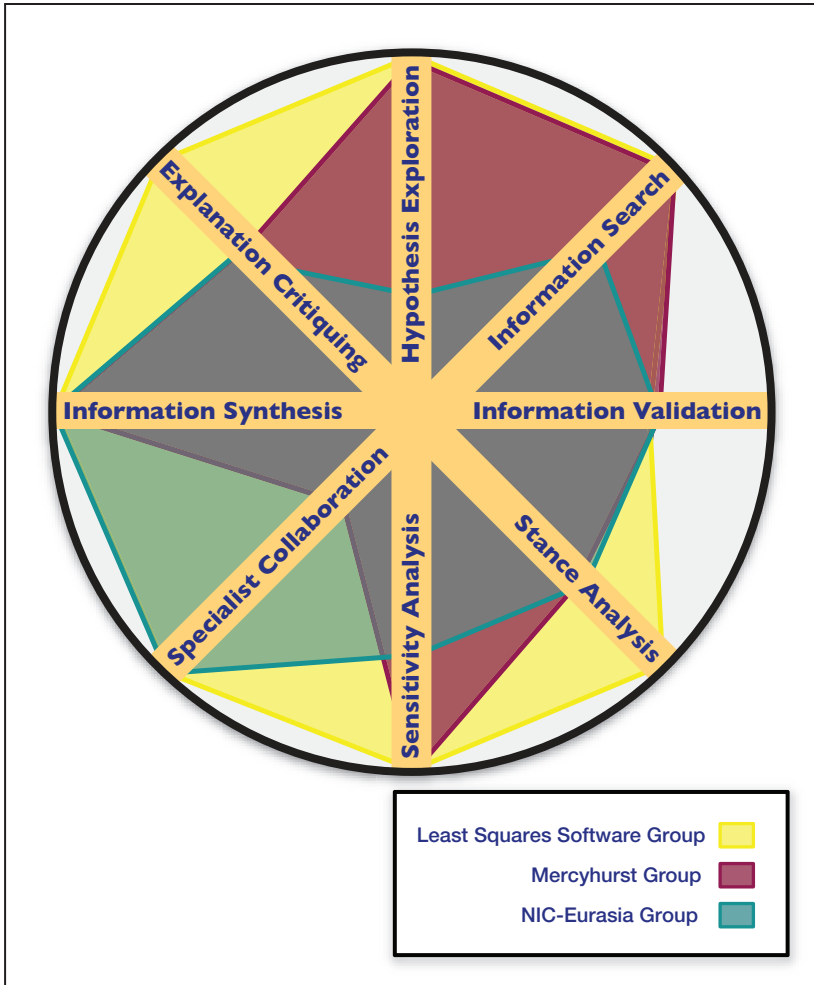 Hypothesis Exploration
Information Search
Information Validation
Stance Analysis
Sensitivity Analysis
Specialist Collaboration
Information Synthesis
Explanation Critiquing
Least Squares Software Group
Mercyhurst Group
NIC-Eurasia Group